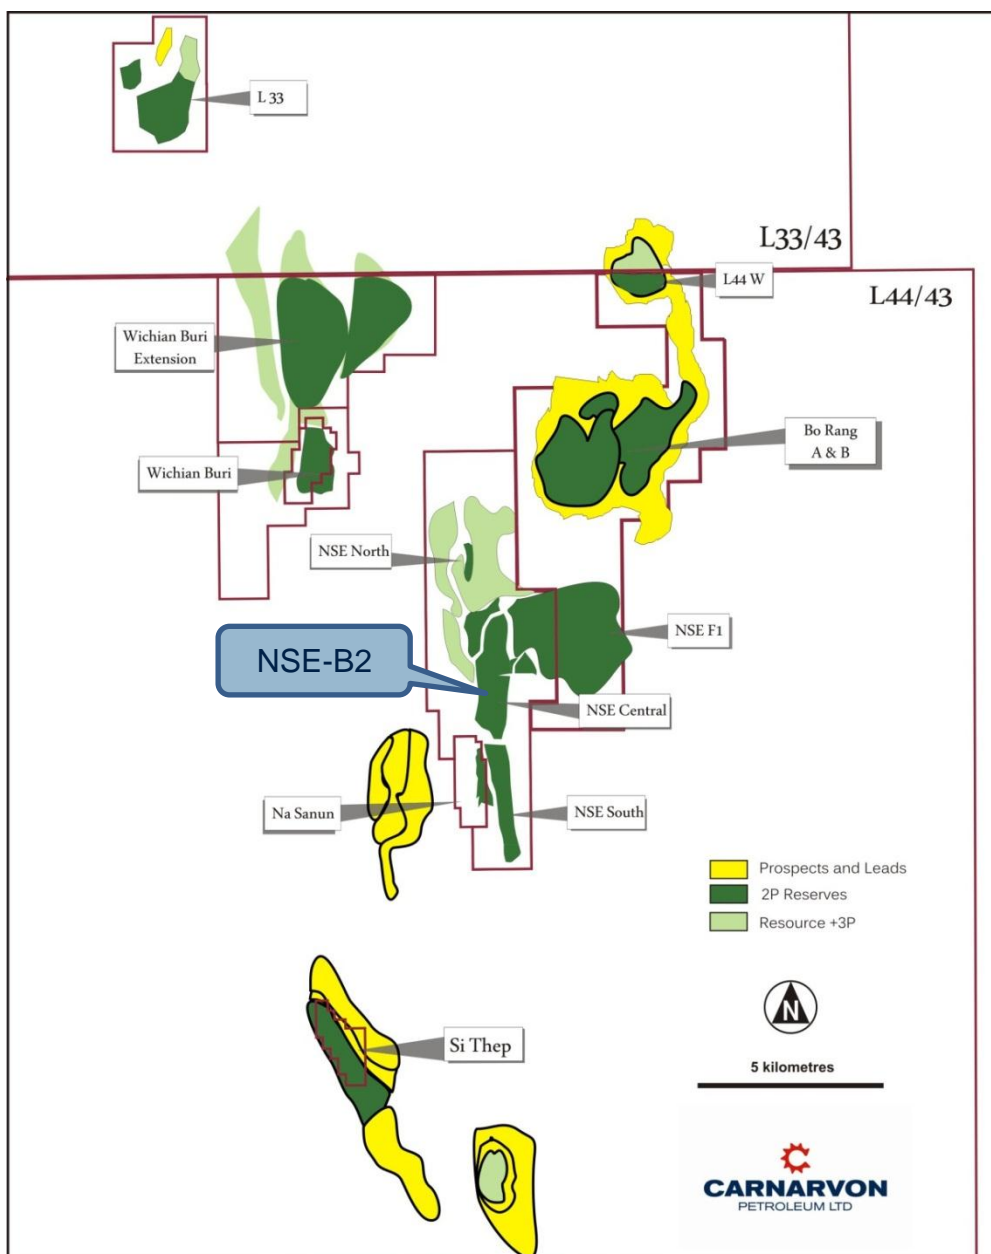 L 33
L33/43
L44 W
L44/43
Wichian Buri
Extension
Bo Rang
A & B
Wichian Buri
NSE North
NSE F1
NSE-B2
NSE Central
Na Sanun
NSE South
Prospects and Leads
2P Reserves
Resource +3P
N
Si Thep
5 kilometres
CARNARVON
PETROLEUM LTD